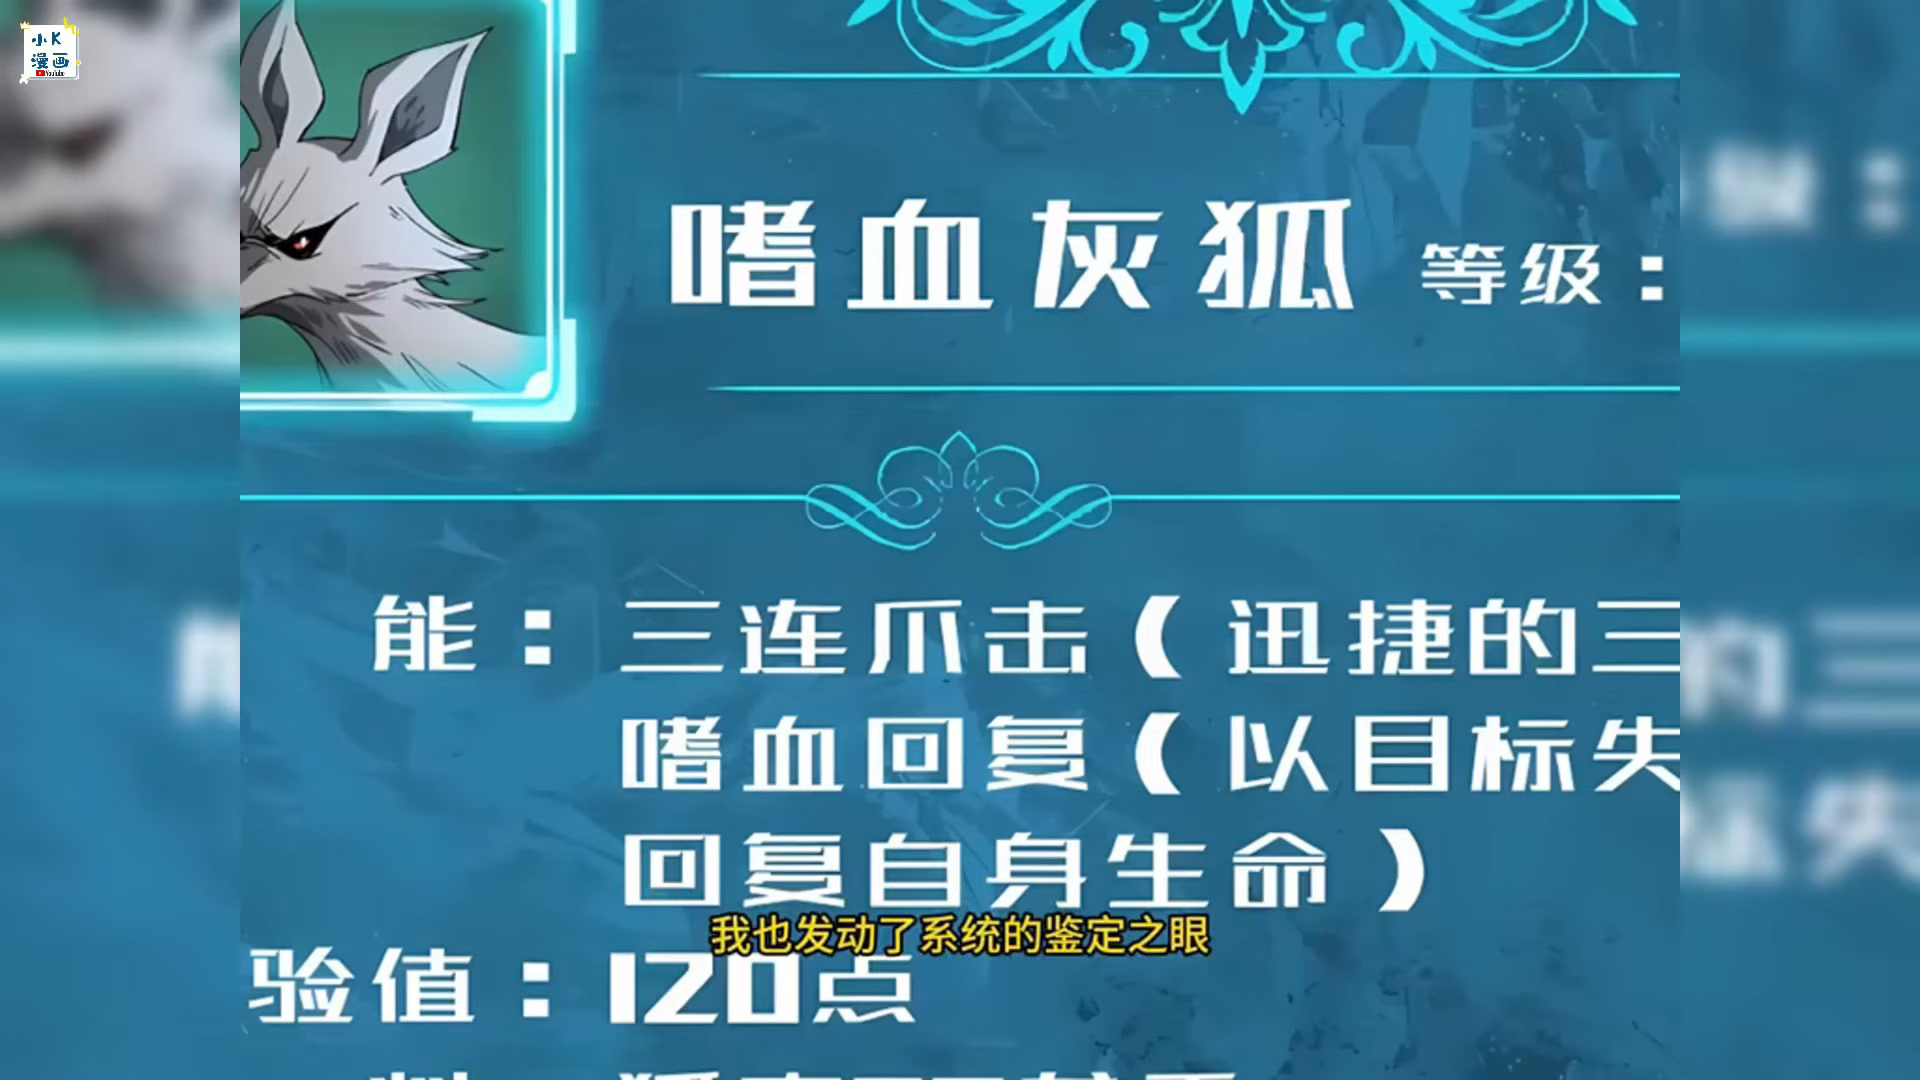 小K
漫画
YouTube
嗜血灰狐 等级：
能：三连爪击（迅捷的三
嗜血回复（以目标失
回复自身生命）
我也发动了系统的鉴定之眼
验值：120点